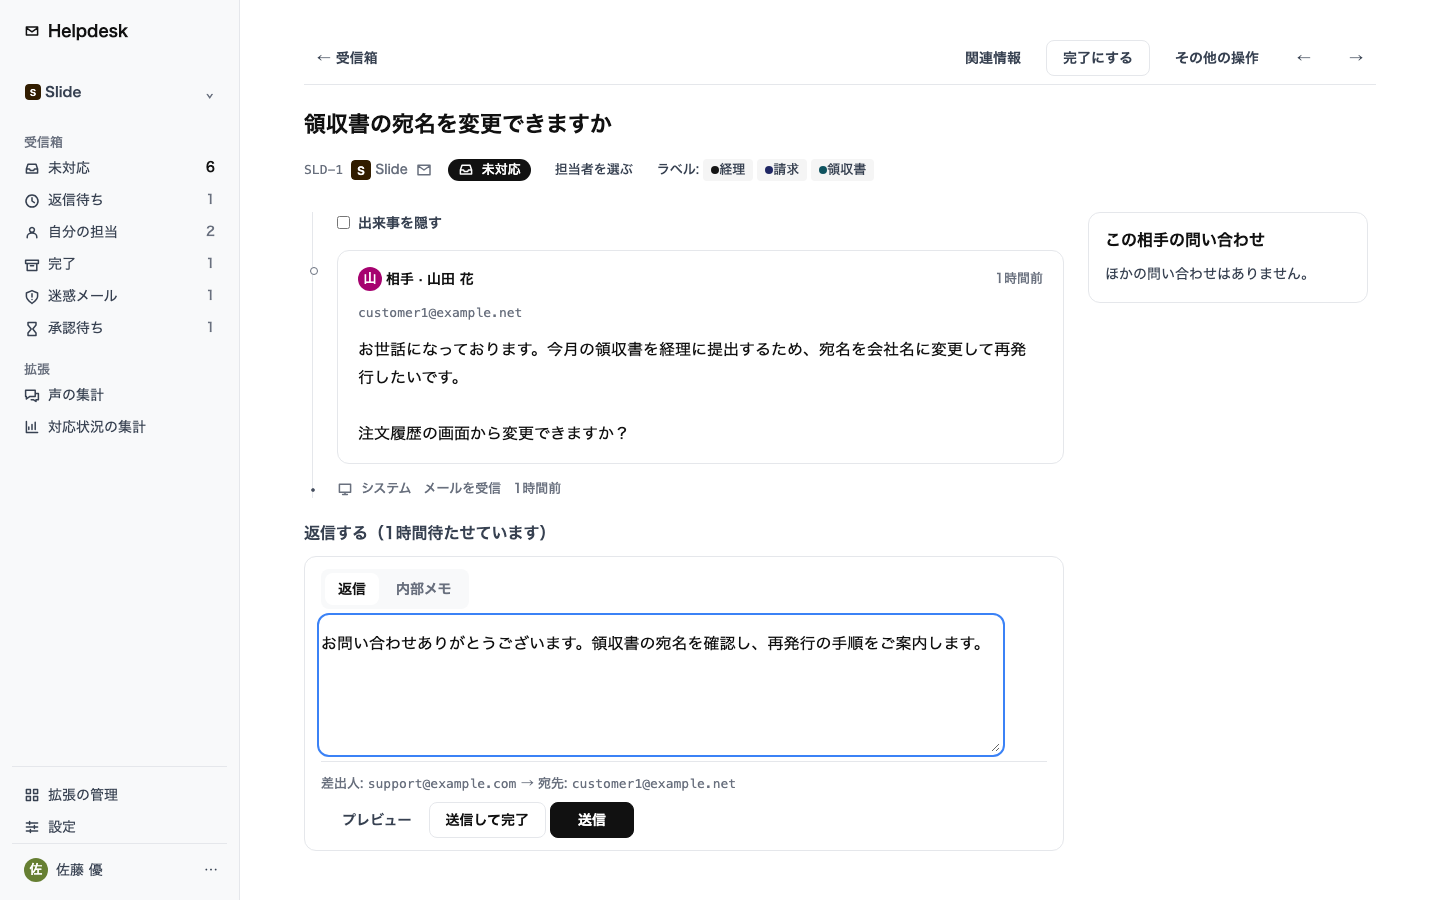 Helpdesk
S Slide
受信箱
未対応 6
返信待ち 1
自分の担当 2
完了 1
迷惑メール 1
承認待ち 1
拡張
声の集計
対応状況の集計
拡張の管理
設定
佐 佐藤 優 …
← 受信箱
関連情報 完了にする その他の操作 ← →
領収書の宛名を変更できますか
SLD-1 S Slide 未対応 担当者を選ぶ ラベル: 経理 請求 領収書
出来事を隠す
山 相手 · 山田 花 1時間前
customer1@example.net
お世話になっております。今月の領収書を経理に提出するため、宛名を会社名に変更して再発
行したいです。
注文履歴の画面から変更できますか？
システム メールを受信 1時間前
返信する（1時間待たせています）
返信 内部メモ
お問い合わせありがとうございます。領収書の宛名を確認し、再発行の手順をご案内します。
差出人: support@example.com → 宛先: customer1@example.net
プレビュー 送信して完了 送信
この相手の問い合わせ
ほかの問い合わせはありません。